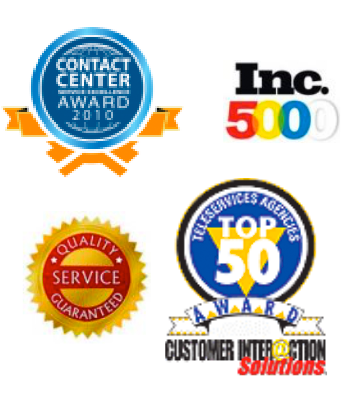 CONTACT
CENTER
SERVICE EXCELLENCE
AWARD
2010
Inc.
5000
QUALITY
SERVICE
GUARANTEED
TELESERVICES AGENCIES
TOP
50
AWARD
CUSTOMER INTER@CTION
Solutions